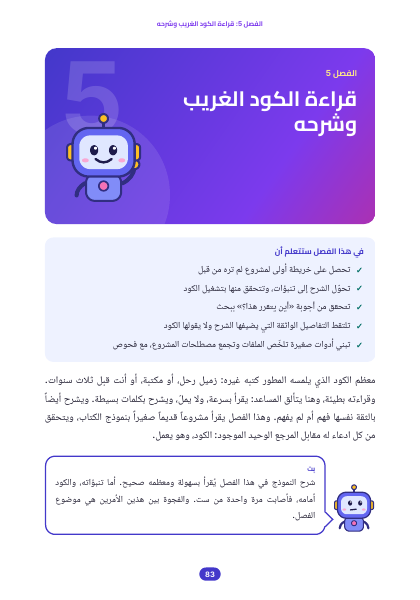 الفصل 5: قراءة الكود الغريب وشرحه
5
الفصل 5
قراءة الكود الغريب
وشرحه
في هذا الفصل ستتعلم أن
✓ تحصل على خريطة أولى لمشروع لم تره من قبل
✓ تحوّل الشرح إلى تنبؤات، وتتحقق منها بتشغيل الكود
✓ تتحقق من أجوبة «أين يتقرر هذا؟» ببحث
✓ تلتقط التفاصيل الواثقة التي يضيفها الشرح ولا يقولها الكود
✓ تبني أدوات صغيرة تلخّص الملفات وتجمع مصطلحات المشروع، مع فحوص
معظم الكود الذي يلمسه المطور كتبه غيره: زميل رحل، أو مكتبة، أو أنت قبل ثلاث سنوات.
وقراءته بطيئة، وهنا يتألق المساعد: يقرأ بسرعة، ولا يملّ، ويشرح بكلمات بسيطة. ويشرح أيضاً
بالثقة نفسها فهم أم لم يفهم. وهذا الفصل يقرأ مشروعاً قديماً صغيراً بنموذج الكتاب، ويتحقق
من كل ادعاء له مقابل المرجع الوحيد الموجود: الكود، وهو يعمل.
بت
شرح النموذج في هذا الفصل يُقرأ بسهولة ومعظمه صحيح. أما تنبؤاته، والكود
أمامه، فأصابت مرة واحدة من ست. والفجوة بين هذين الأمرين هي موضوع
الفصل.
83